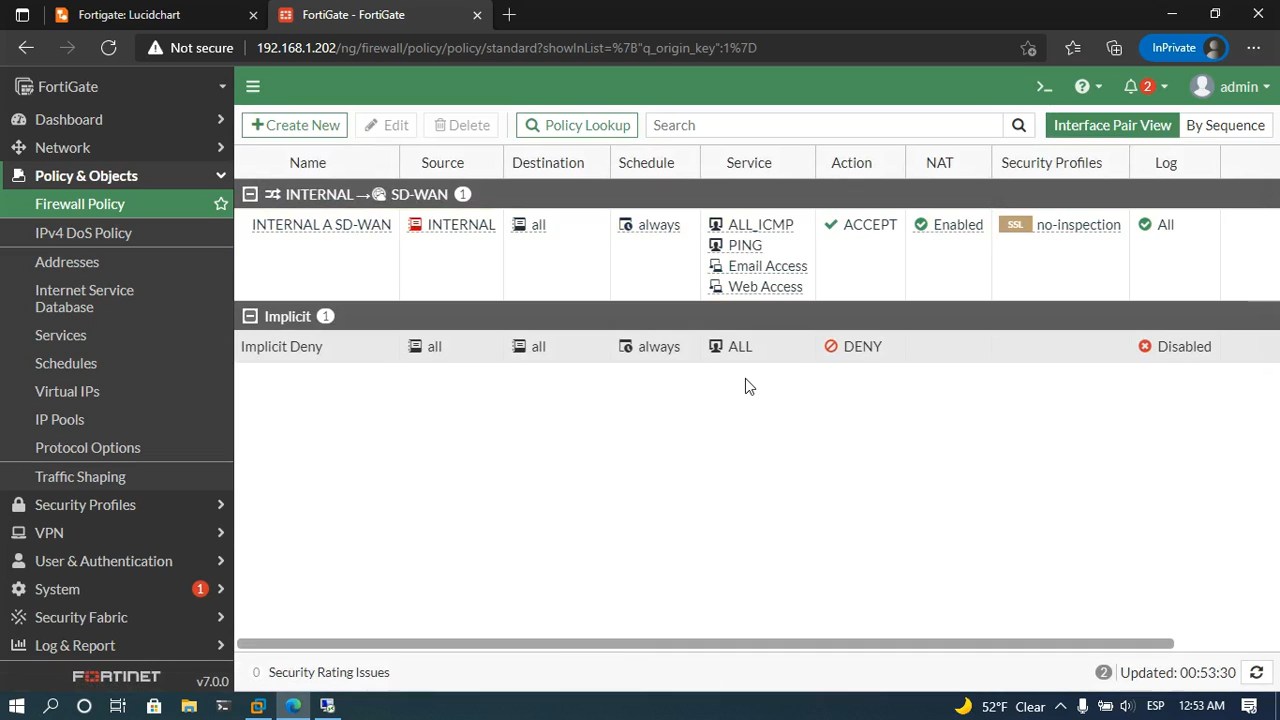 Fortigate: Lucidchart
FortiGate - FortiGate
Not secure
192.168.1.202/ng/firewall/policy/policy/standard?showInList=%7B"q_origin_key":1%7D
InPrivate
FortiGate
2
admin
Dashboard
Network
Policy & Objects
Firewall Policy
IPv4 DoS Policy
Addresses
Internet Service
Database
Services
Schedules
Virtual IPs
IP Pools
Protocol Options
Traffic Shaping
Security Profiles
VPN
User & Authentication
System 1
Security Fabric
Log & Report
FORTINET v7.0.0
+Create New Edit Delete Policy Lookup Search Interface Pair View By Sequence
Name Source Destination Schedule Service Action NAT Security Profiles Log
INTERNAL → SD-WAN 1
INTERNAL A SD-WAN INTERNAL all always ALL_ICMP ACCEPT Enabled SSL no-inspection All
PING
Email Access
Web Access
Implicit 1
Implicit Deny all all always ALL DENY Disabled
0 Security Rating Issues
2 Updated: 00:53:30
52°F Clear
ESP
12:53 AM